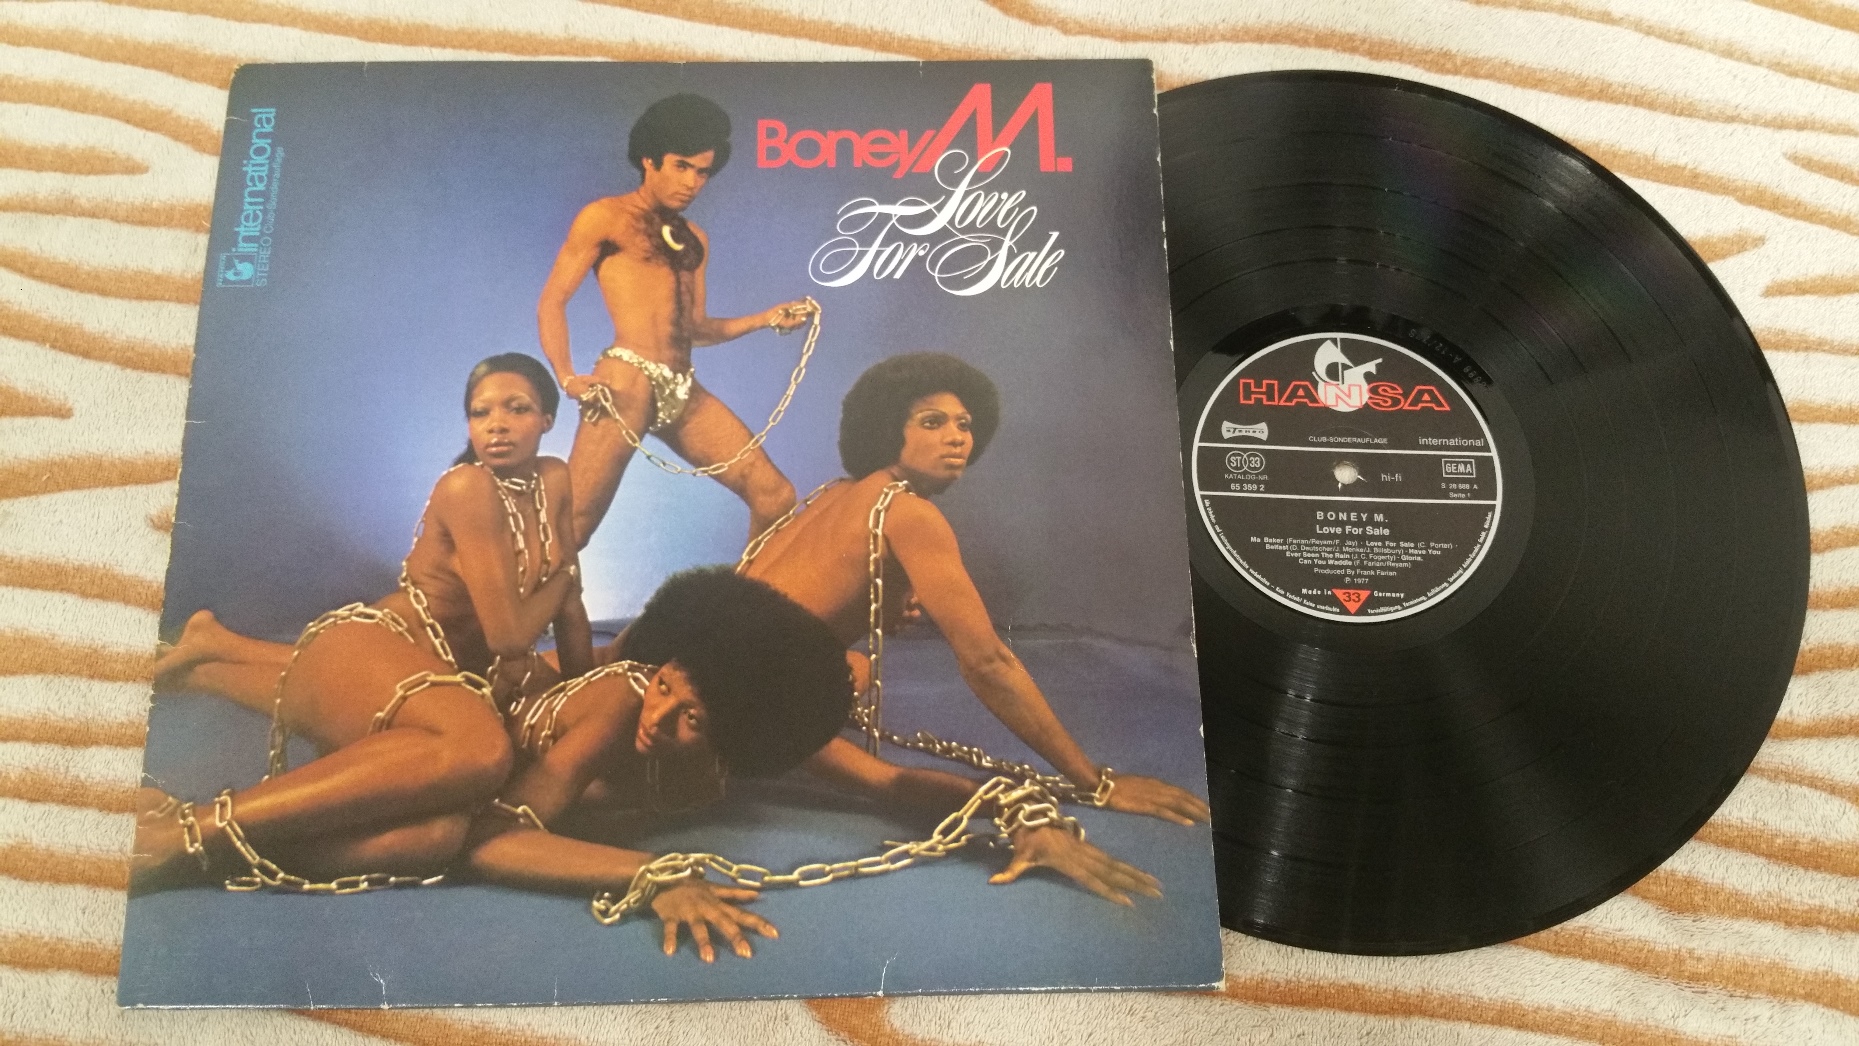 Boney M.
Love
For Sale
international
STEREO Club-Sonderauflage
HANSA
STEREO
CLUB-SONDERAUFLAGE
international
ST 33
hi-fi
GEMA
KATALOG-NR.
65 359 2
S 28 888 A
Seite 1
BONEY M.
Love For Sale
Ma Baker (Farian/Reyam/F. Jay) · Love For Sale (C. Porter) ·
Belfast (D. Deutscher/J. Menke/J. Billsbury) · Have You
Ever Seen The Rain (J. C. Fogerty) · Gloria,
Can You Waddle (F. Farian/Reyam)
Produced By Frank Farian
Ⓟ 1977
Made in 33 Germany